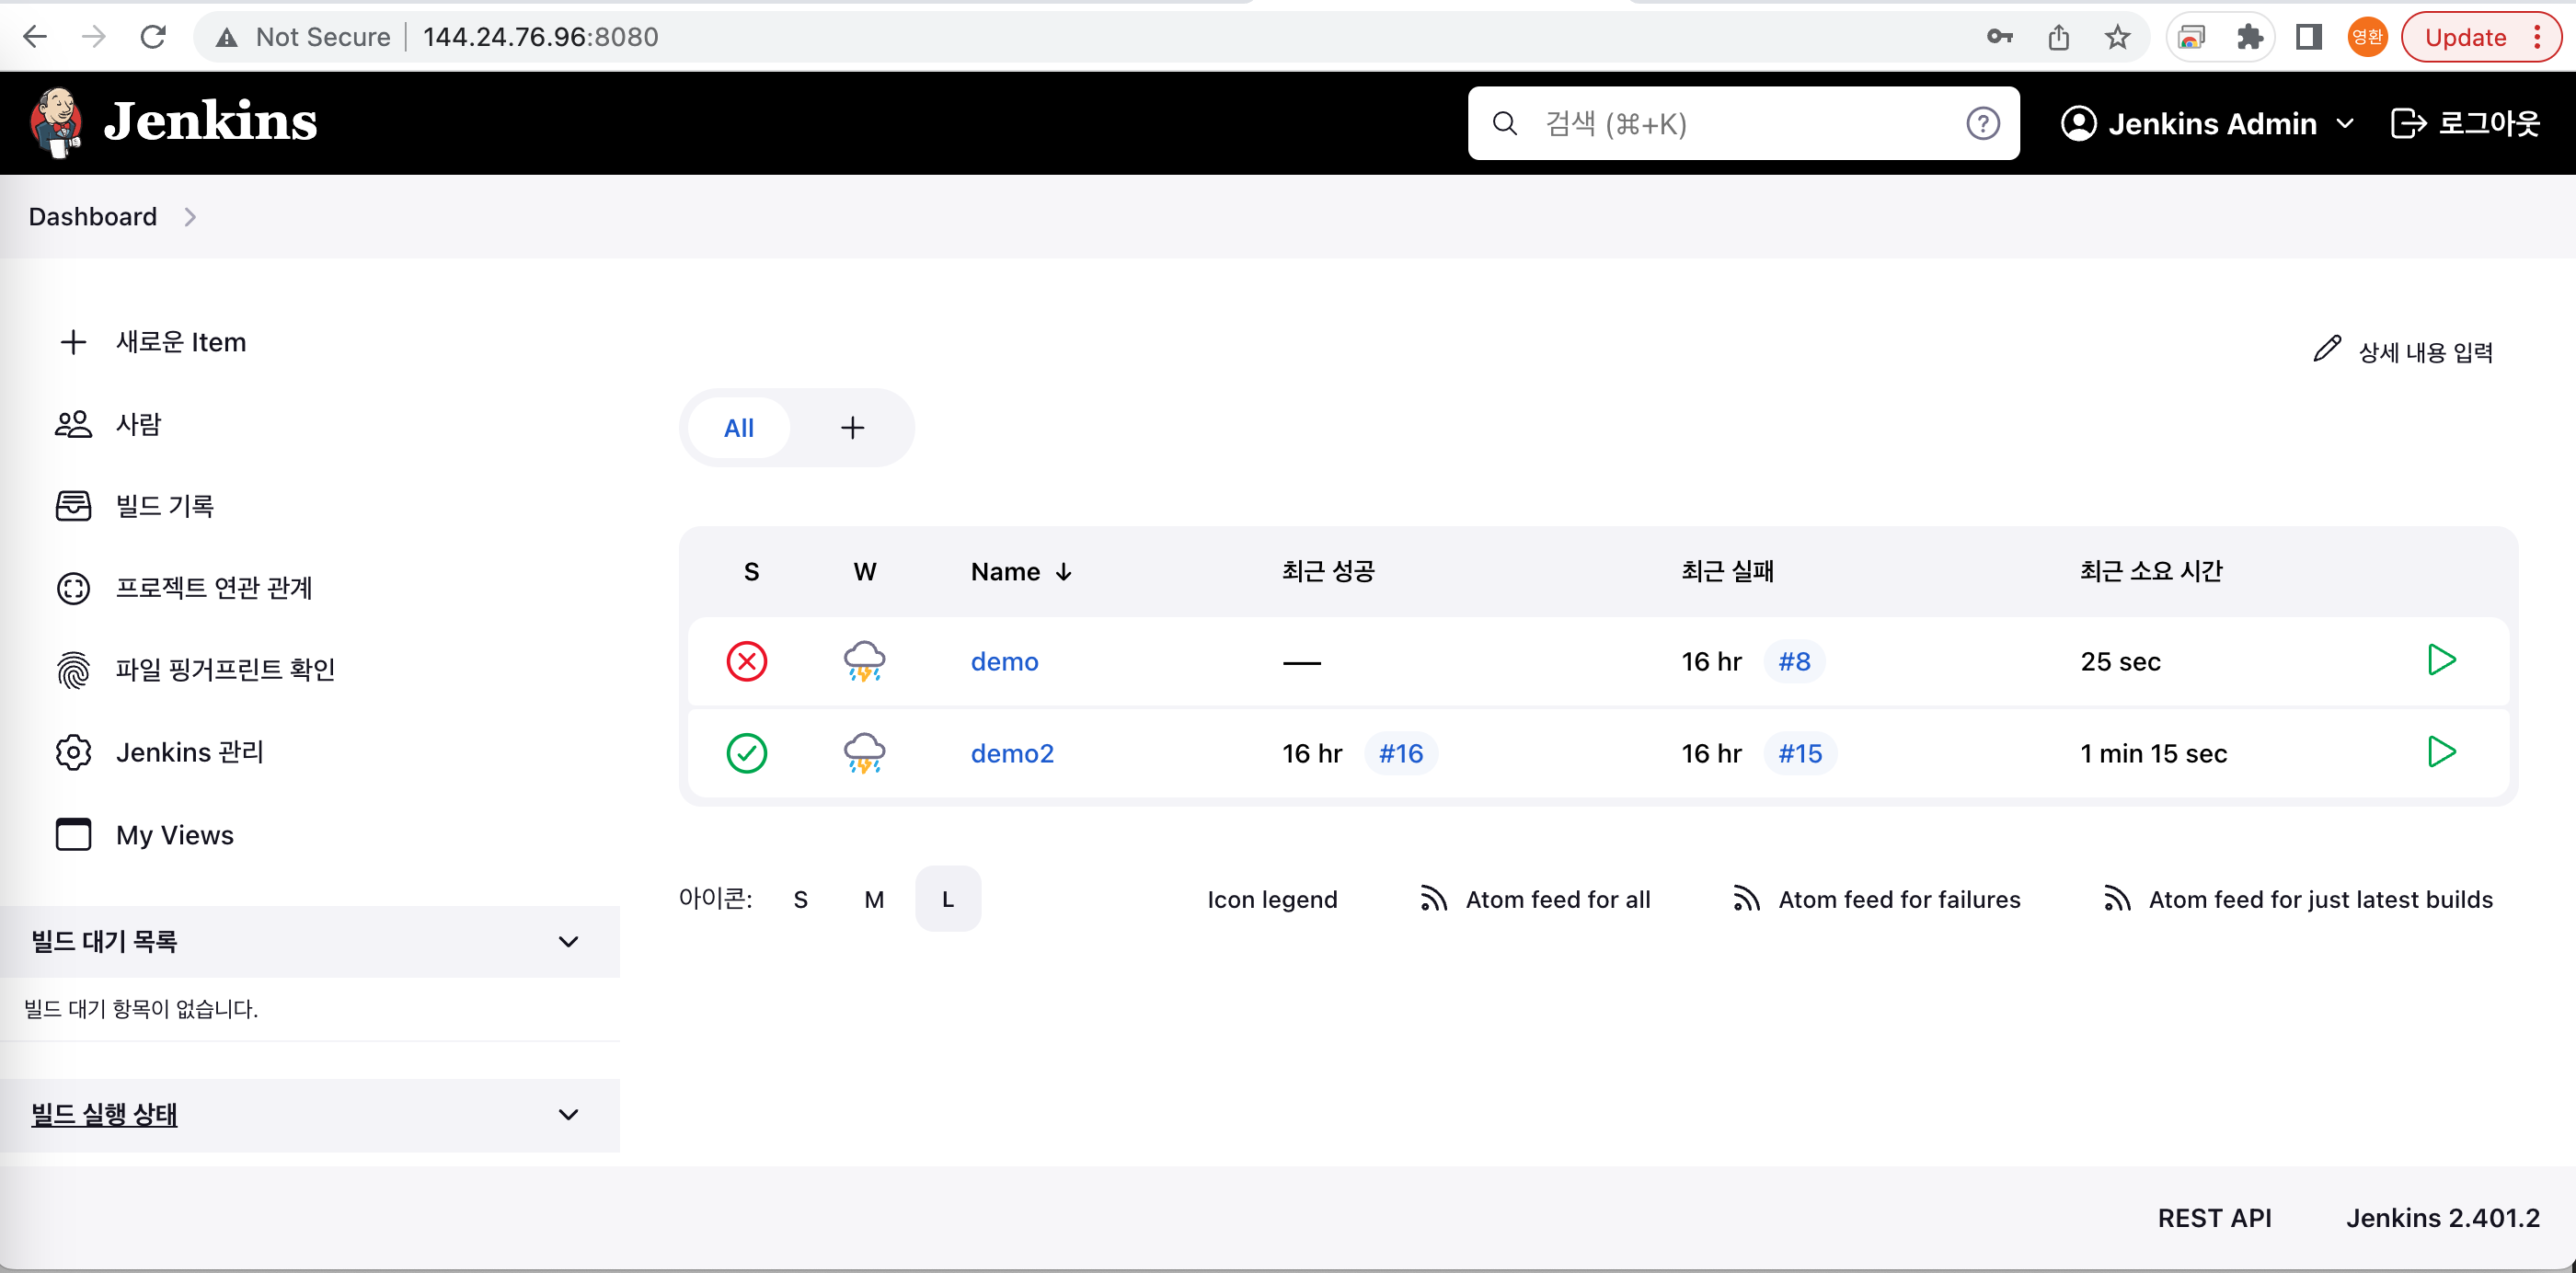 Not Secure 144.24.76.96:8080 영환 Update
Jenkins 검색 (⌘+K) Jenkins Admin 로그아웃
Dashboard
새로운 Item
사람
빌드 기록
프로젝트 연관 관계
파일 핑거프린트 확인
Jenkins 관리
My Views
빌드 대기 목록
빌드 대기 항목이 없습니다.
빌드 실행 상태
상세 내용 입력
All +
S W Name ↓ 최근 성공 최근 실패 최근 소요 시간
demo — 16 hr #8 25 sec
demo2 16 hr #16 16 hr #15 1 min 15 sec
아이콘: S M L Icon legend Atom feed for all Atom feed for failures Atom feed for just latest builds
REST API Jenkins 2.401.2